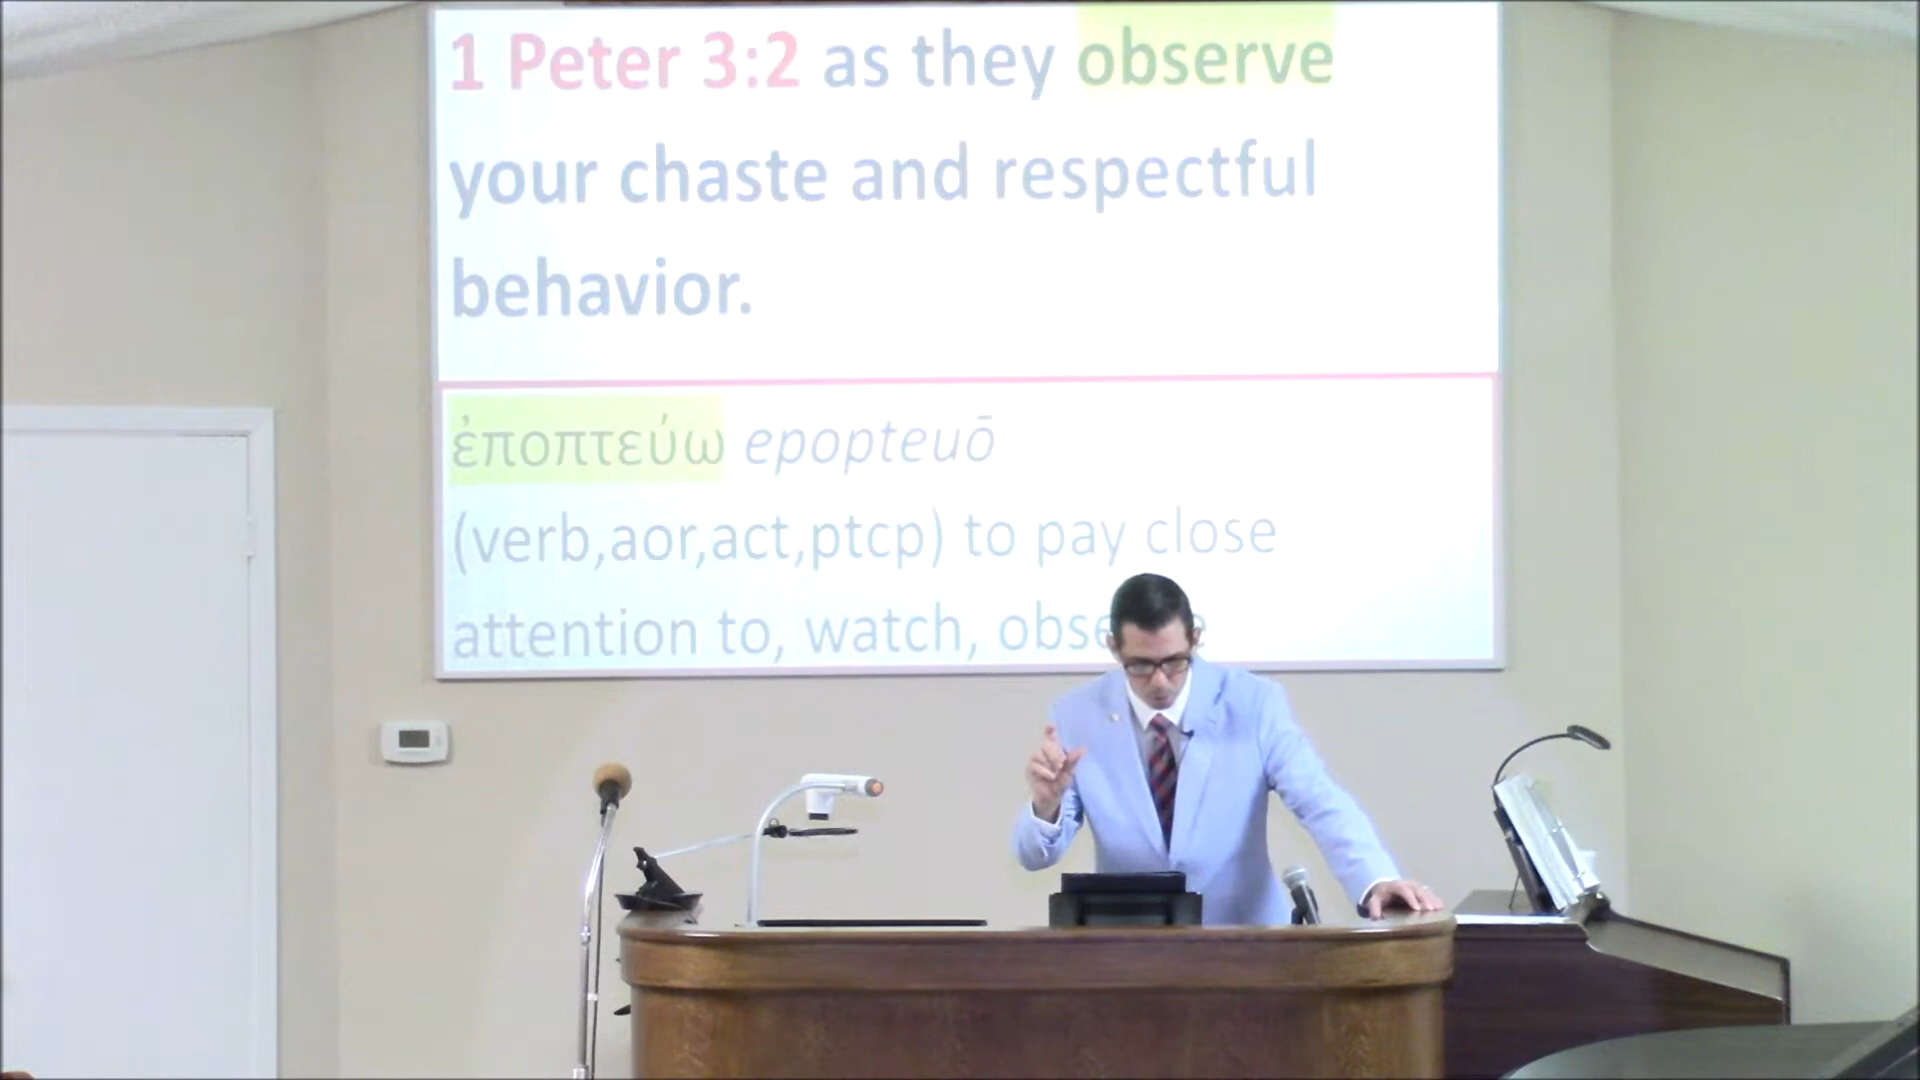 1 Peter 3:2 as they observe
your chaste and respectful
behavior.
ἐποπτεύω epopteuō
(verb,aor,act,ptcp) to pay close
attention to, watch,